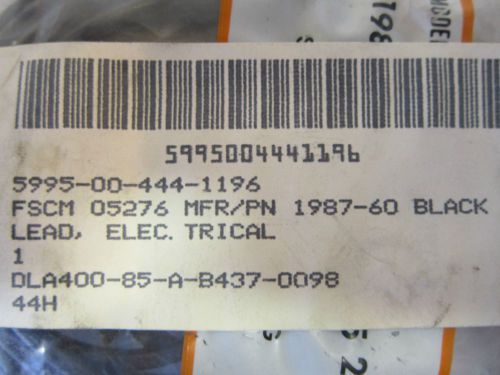 5995004441196
5995-00-444-1196
FSCM 05276 MFR/PN 1987-60 BLACK
LEAD, ELEC. TRICAL
1
DLA400-85-A-B437-0098
44H